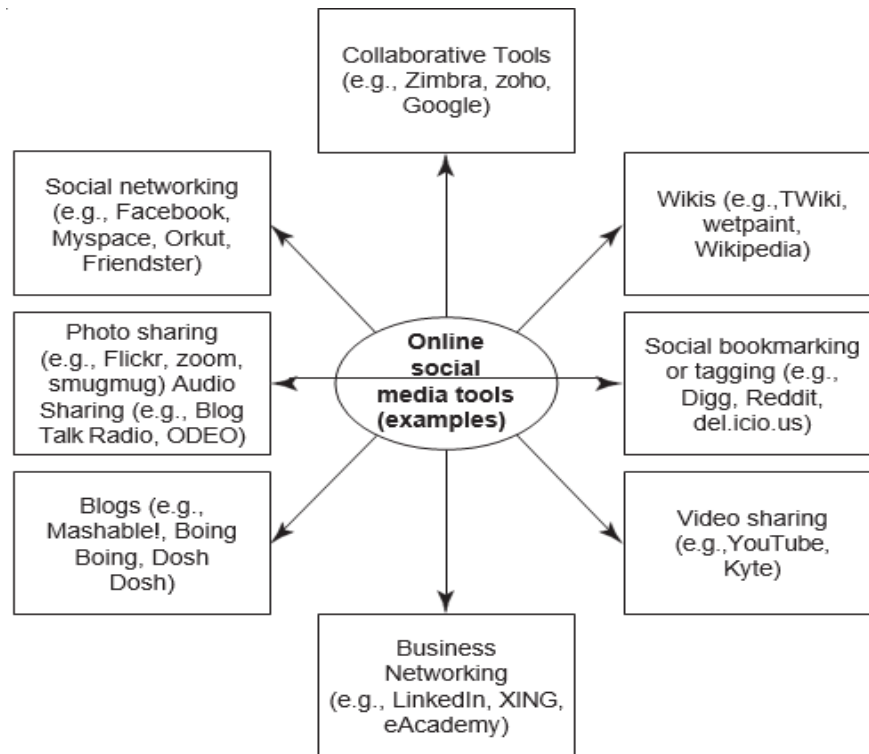 Collaborative Tools
(e.g., Zimbra, zoho,
Google)
Social networking
(e.g., Facebook,
Myspace, Orkut,
Friendster)
Wikis (e.g.,TWiki,
wetpaint,
Wikipedia)
Photo sharing
(e.g., Flickr, zoom,
smugmug) Audio
Sharing (e.g., Blog
Talk Radio, ODEO)
Online
social
media tools
(examples)
Social bookmarking
or tagging (e.g.,
Digg, Reddit,
del.icio.us)
Blogs (e.g.,
Mashable!, Boing
Boing, Dosh
Dosh)
Video sharing
(e.g.,YouTube,
Kyte)
Business
Networking
(e.g., LinkedIn, XING,
eAcademy)